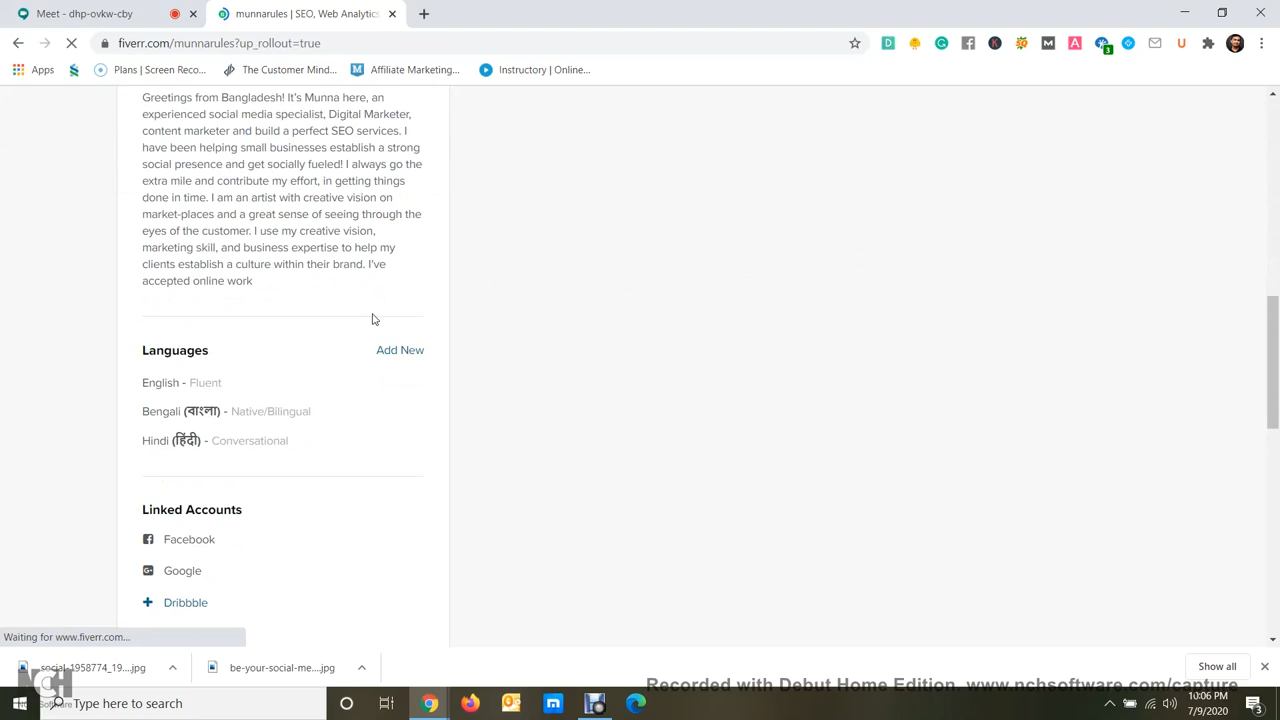 Meet - dhp-ovkw-cby
munnarules | SEO, Web Analytics
fiverr.com/munnarules?up_rollout=true
Apps
Plans | Screen Reco...
The Customer Mind...
Affiliate Marketing...
Instructory | Online...
Greetings from Bangladesh! It's Munna here, an
experienced social media specialist, Digital Marketer,
content marketer and build a perfect SEO services. I
have been helping small businesses establish a strong
social presence and get socially fueled! I always go the
extra mile and contribute my effort, in getting things
done in time. I am an artist with creative vision on
market-places and a great sense of seeing through the
eyes of the customer. I use my creative vision,
marketing skill, and business expertise to help my
clients establish a culture within their brand. I've
accepted online work
Languages
Add New
English - Fluent
Bengali (বাংলা) - Native/Bilingual
Hindi (हिंदी) - Conversational
Linked Accounts
Facebook
Google
Dribbble
Waiting for www.fiverr.com...
social-1958774_19....jpg
be-your-social-me....jpg
Show all
NCH
Software
Recorded with Debut Home Edition. www.nchsoftware.com/capture
Type here to search
10:06 PM
7/9/2020
3